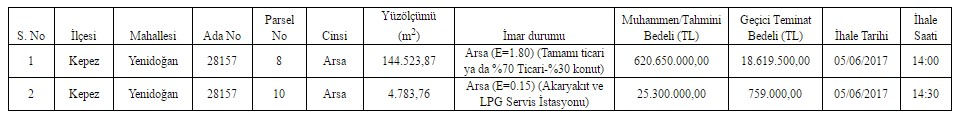 S. No İlçesi Mahallesi Ada No Parsel No Cinsi Yüzölçümü (m²) İmar durumu Muhammen/Tahmini Bedeli (TL) Geçici Teminat Bedeli (TL) İhale Tarihi İhale Saati
1 Kepez Yenidoğan 28157 8 Arsa 144.523,87 Arsa (E=1.80) (Tamamı ticari ya da %70 Ticari-%30 konut) 620.650.000,00 18.619.500,00 05/06/2017 14:00
2 Kepez Yenidoğan 28157 10 Arsa 4.783,76 Arsa (E=0.15) (Akaryakıt ve LPG Servis İstasyonu) 25.300.000,00 759.000,00 05/06/2017 14:30